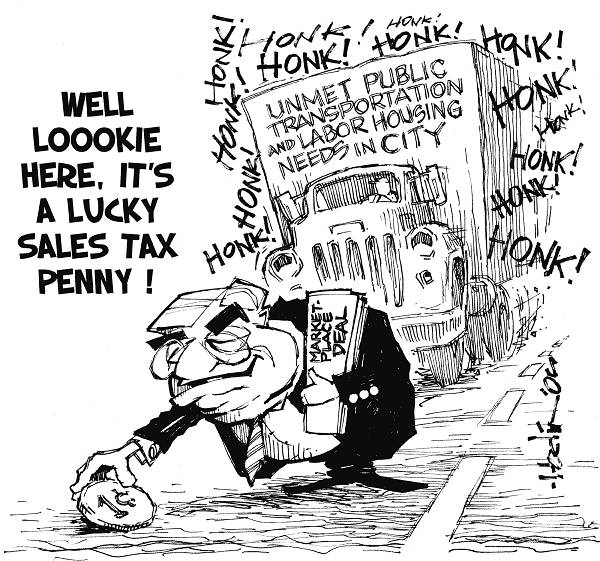 HONK!
HONK!
HONK!
HONK!
HONK!
HONK!
HONK!
UNMET PUBLIC
TRANSPORTATION
AND LABOR HOUSING
NEEDS IN CITY
HONK!
HONK!
HONK!
HONK!
HONK!
HONK!
HONK!
WELL
LOOOKIE
HERE, IT'S
A LUCKY
SALES TAX
PENNY !
MARKET-
PLACE
DEAL
1¢